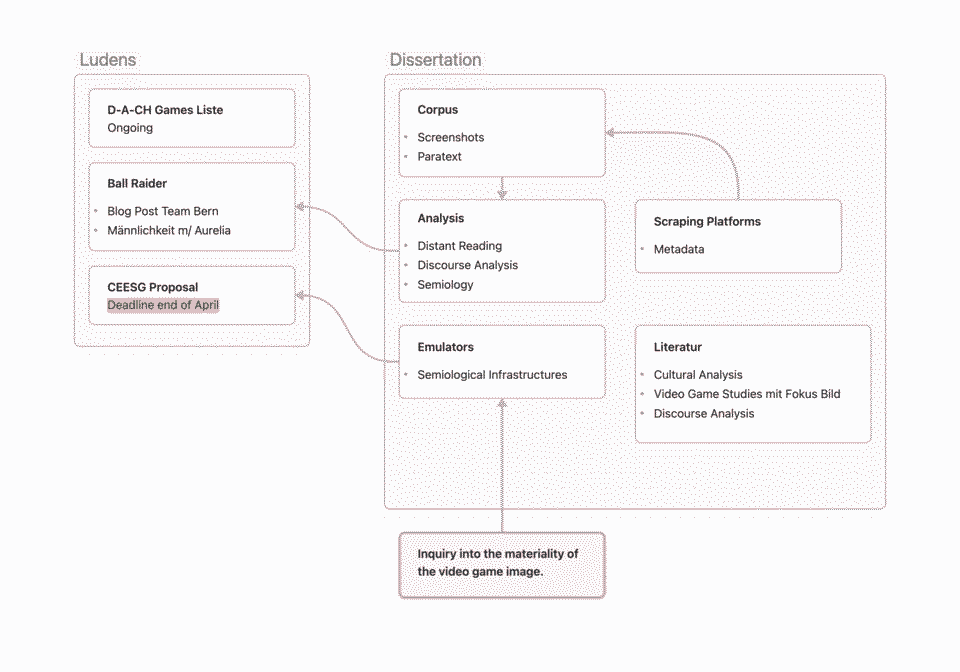 Ludens
D-A-CH Games Liste
Ongoing
Ball Raider
Blog Post Team Bern
Männlichkeit m/ Aurelia
CEESG Proposal
Deadline end of April
Dissertation
Corpus
Screenshots
Paratext
Analysis
Distant Reading
Discourse Analysis
Semiology
Scraping Platforms
Metadata
Emulators
Semiological Infrastructures
Literatur
Cultural Analysis
Video Game Studies mit Fokus Bild
Discourse Analysis
Inquiry into the materiality of
the video game image.